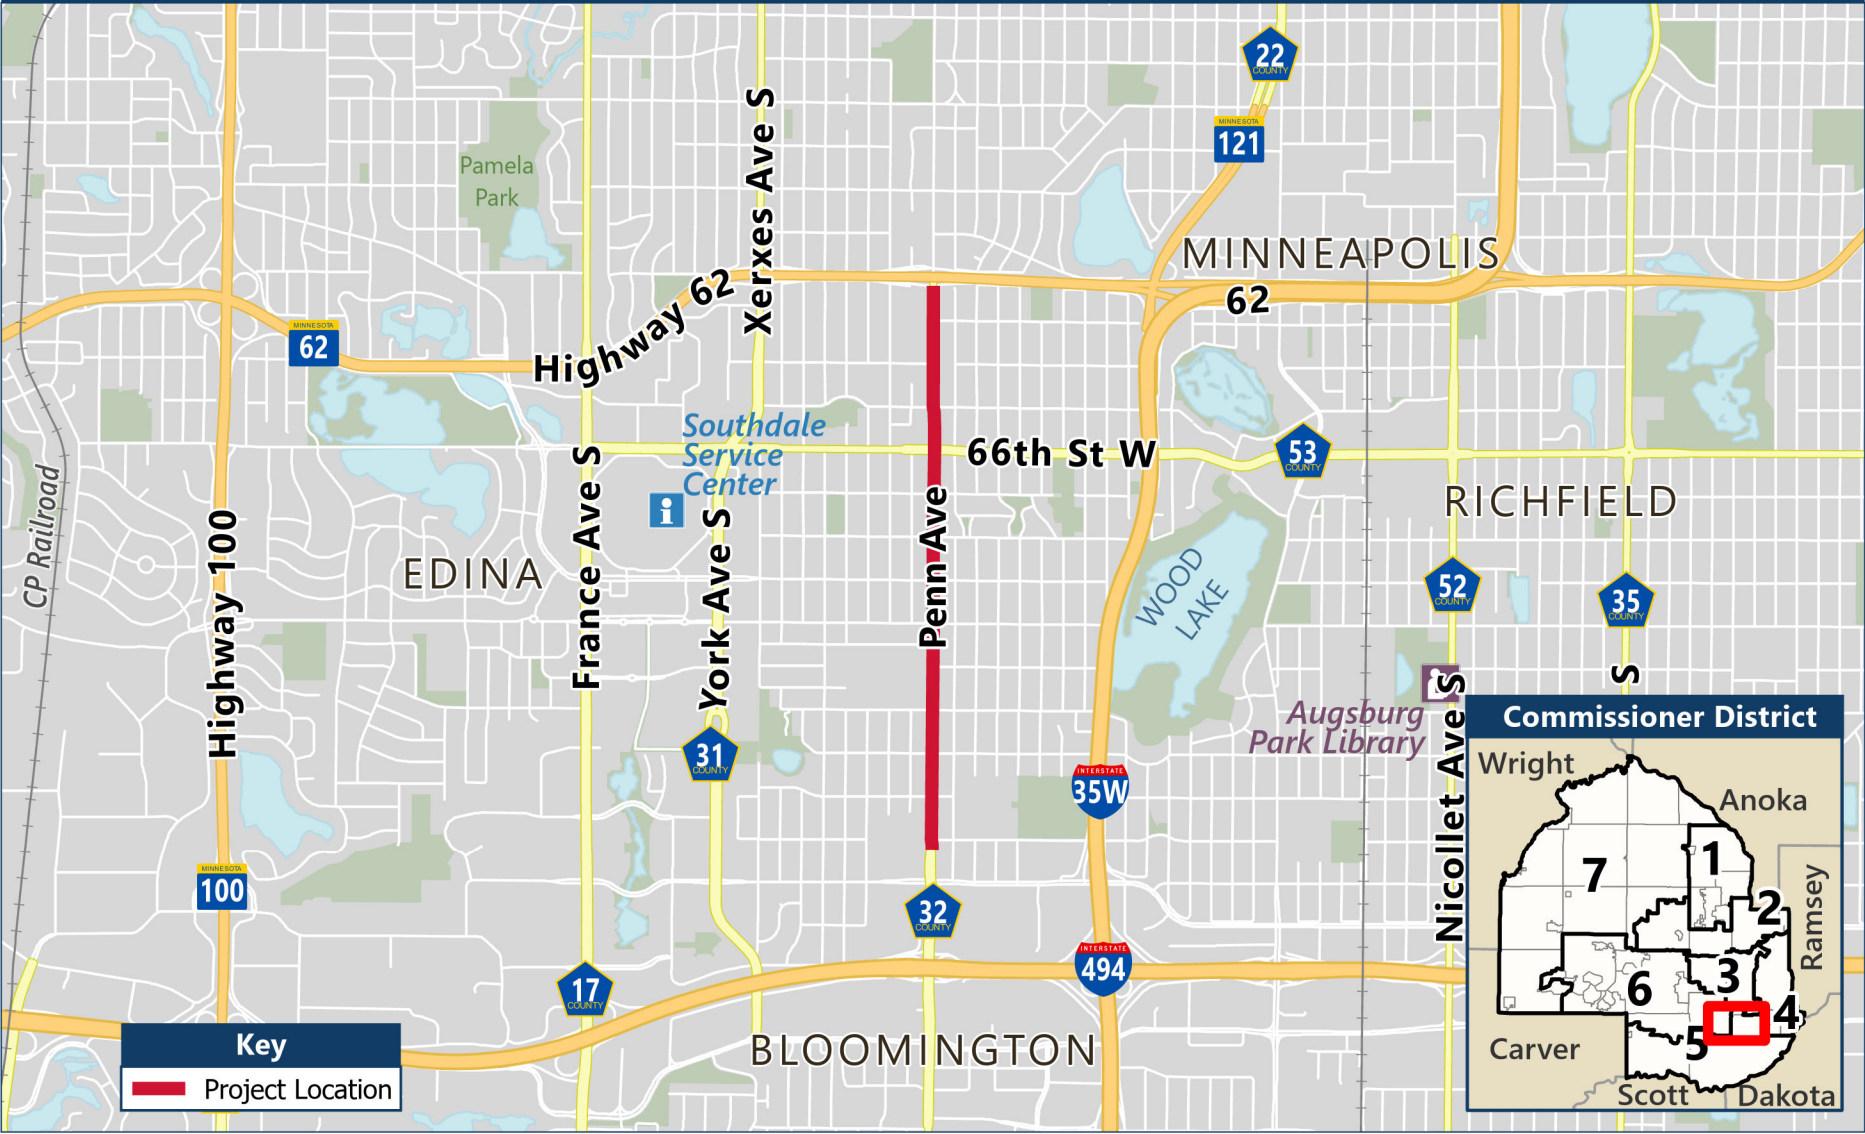 22
COUNTY
MINNESOTA
121
Xerxes Ave S
Pamela
Park
MINNEAPOLIS
62
Highway 62
MINNESOTA
62
Southdale
Service
Center
66th St W
53
COUNTY
RICHFIELD
CP Railroad
Highway 100
EDINA
France Ave S
York Ave S
Penn Ave
WOOD
LAKE
52
COUNTY
35
COUNTY
S
Augsburg
Park Library
Nicollet Ave S
31
COUNTY
INTERSTATE
35W
MINNESOTA
100
32
COUNTY
INTERSTATE
494
17
COUNTY
BLOOMINGTON
Key
Project Location
Commissioner District
Wright
Anoka
1
7
2
Ramsey
3
6
4
5
Carver
Scott
Dakota